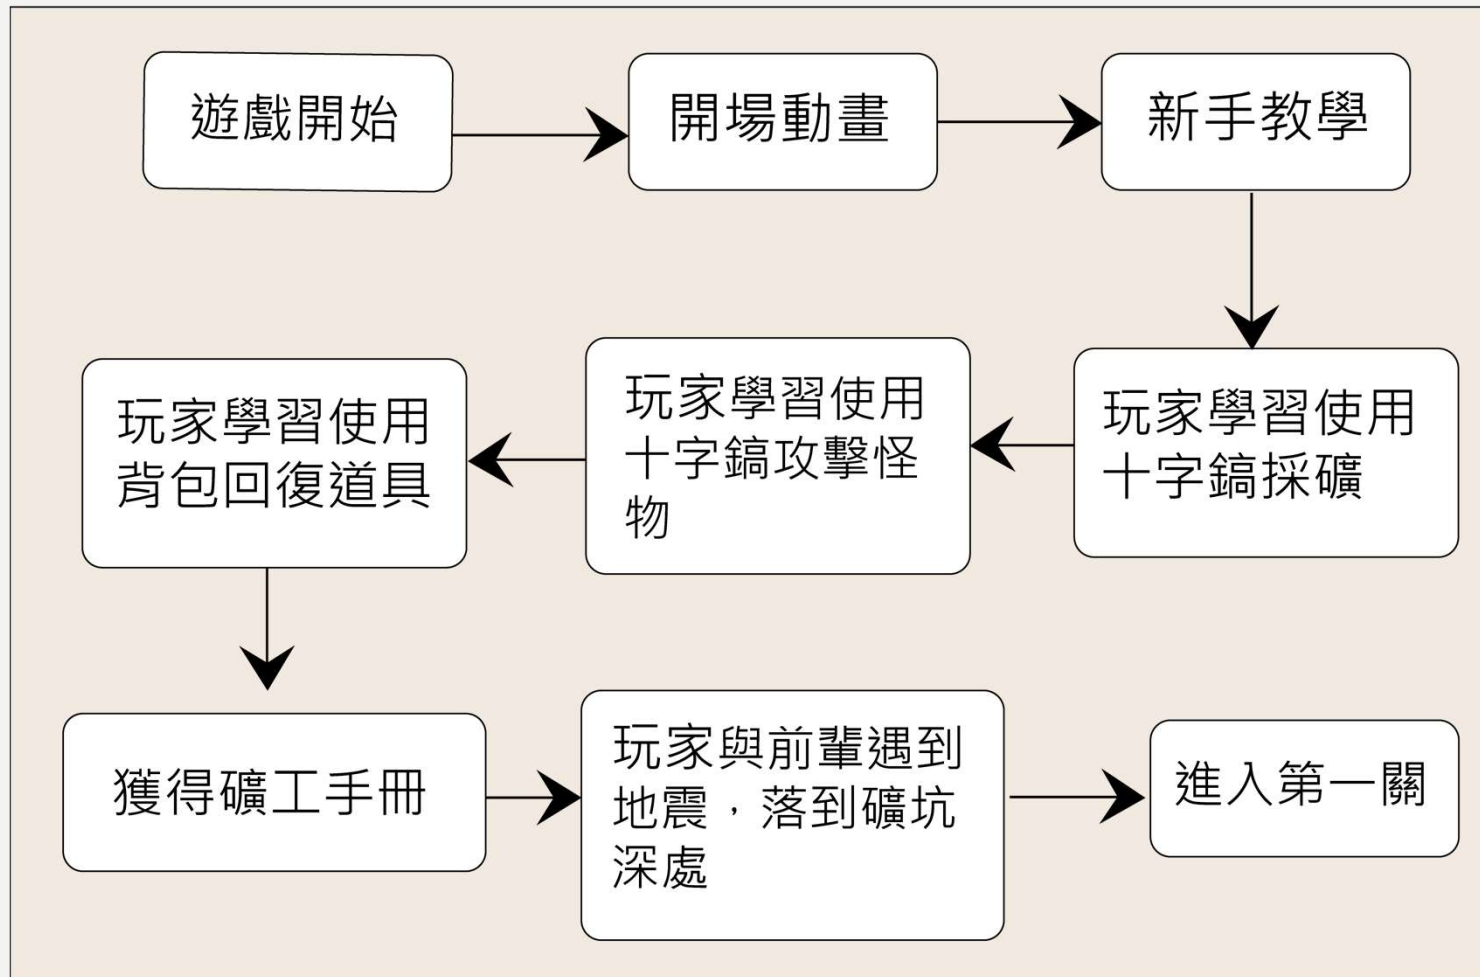 遊戲開始
開場動畫
新手教學
玩家學習使用
十字鎬採礦
玩家學習使用
十字鎬攻擊怪
物
玩家學習使用
背包回復道具
獲得礦工手冊
玩家與前輩遇到
地震，落到礦坑
深處
進入第一關